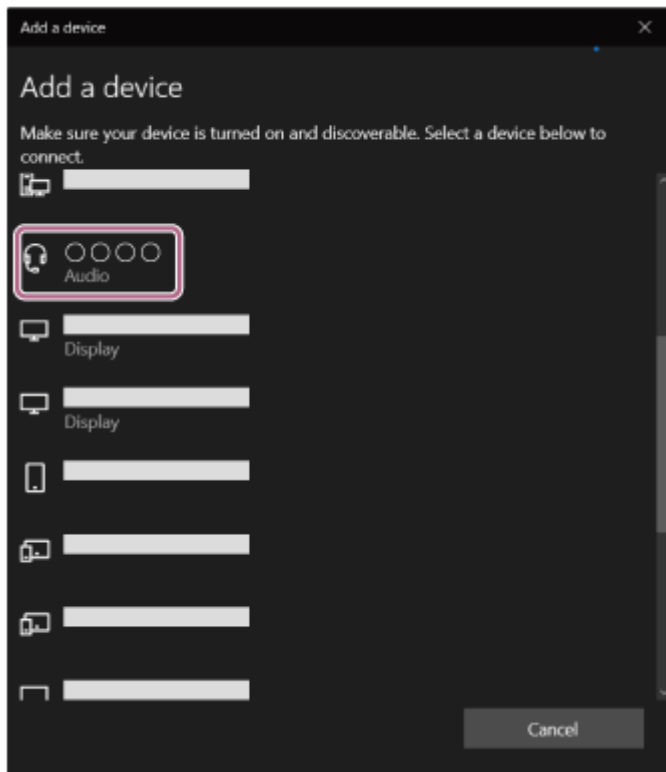 Add a device
Add a device
Make sure your device is turned on and discoverable. Select a device below to
connect.
○○○○
Audio
Display
Display
Cancel